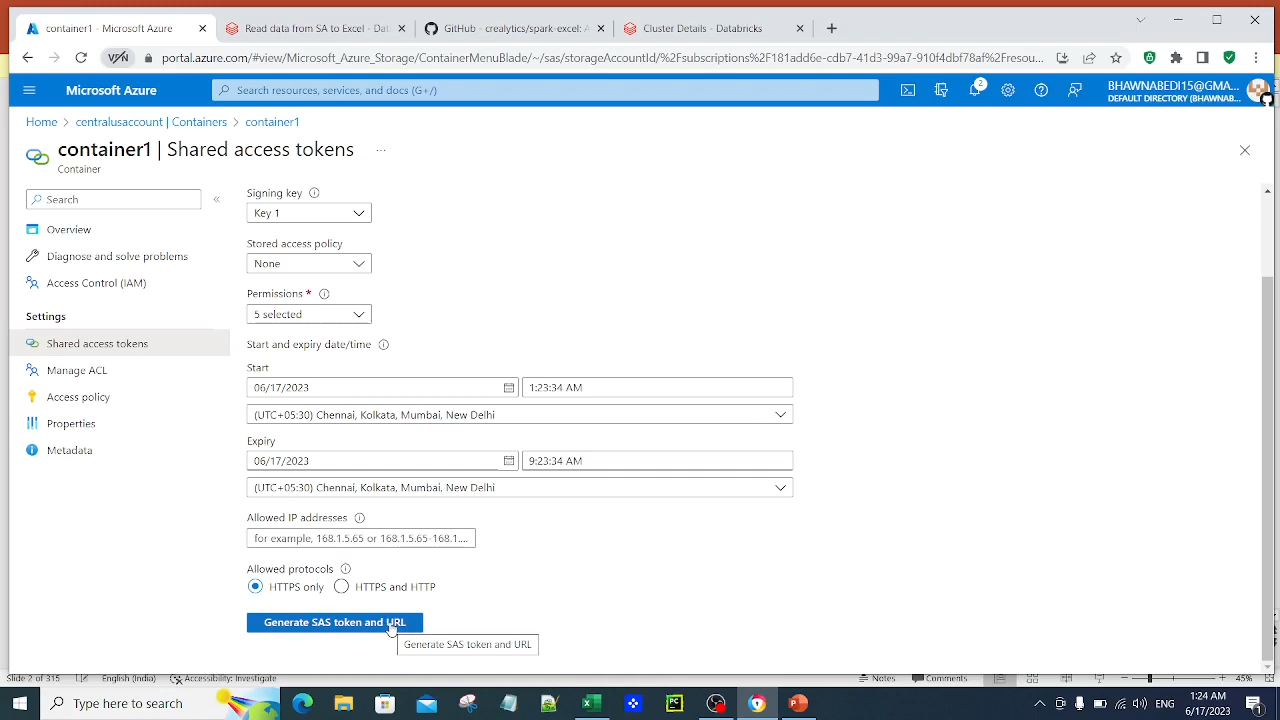 container1 - Microsoft Azure
Read data from SA to Excel - Dat
GitHub - crealytics/spark-excel: A
Cluster Details - Databricks
VPN
portal.azure.com/#view/Microsoft_Azure_Storage/ContainerMenuBlade/~/sas/storageAccountId/%2Fsubscriptions%2F181ddd6e-cdb7-41d3-99a7-910f4dbf78af%2Fresou...
Microsoft Azure
Search resources, services, and docs (G+/)
2
BHAWNABEDI15@GMA...
DEFAULT DIRECTORY (BHAWNAB...
Home > centralusaccount | Containers > container1
container1 | Shared access tokens
...
Container
Search
«
Overview
Diagnose and solve problems
Access Control (IAM)
Settings
Shared access tokens
Manage ACL
Access policy
Properties
Metadata
Signing key
Key 1
Stored access policy
None
Permissions *
5 selected
Start and expiry date/time
Start
06/17/2023 1:23:34 AM
(UTC+05:30) Chennai, Kolkata, Mumbai, New Delhi
Expiry
06/17/2023 9:23:34 AM
(UTC+05:30) Chennai, Kolkata, Mumbai, New Delhi
Allowed IP addresses
for example, 168.1.5.65 or 168.1.5.65-168.1....
Allowed protocols
HTTPS only HTTPS and HTTP
Generate SAS token and URL
Generate SAS token and URL
Slide 2 of 315 English (India) Accessibility: Investigate Notes Comments 45%
Type here to search
ENG
1:24 AM
6/17/2023
1